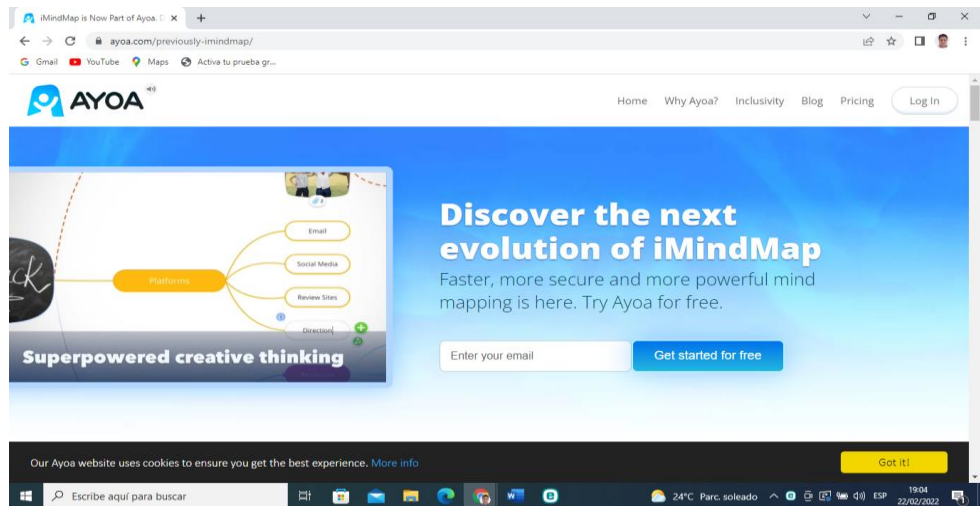 iMindMap is Now Part of Ayoa. D
ayoa.com/previously-imindmap/
Gmail YouTube Maps Activa tu prueba gr...
AYOA
Home Why Ayoa? Inclusivity Blog Pricing Log In
Email
Social Media
Platforms
Review Sites
Direction
ck
Superpowered creative thinking
Discover the next
evolution of iMindMap
Faster, more secure and more powerful mind
mapping is here. Try Ayoa for free.
Enter your email Get started for free
Our Ayoa website uses cookies to ensure you get the best experience. More info Got it!
Escribe aquí para buscar 24°C Parc. soleado ESP 19:04
22/02/2022